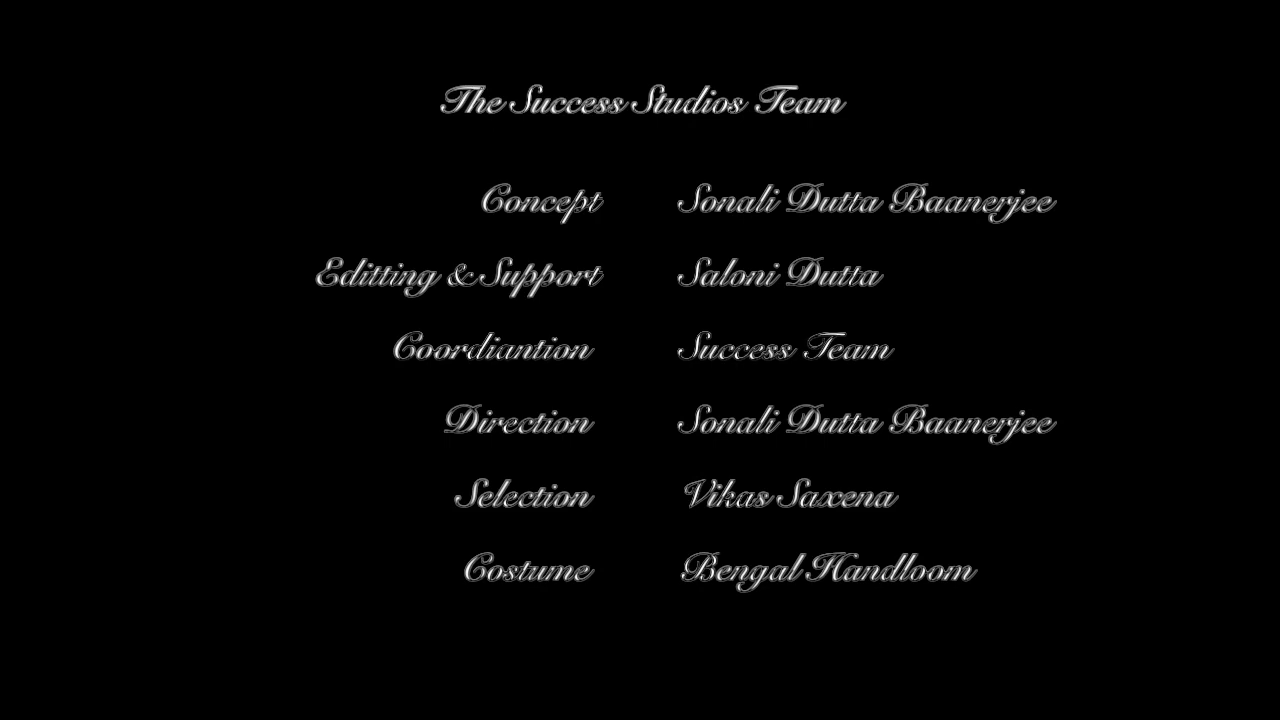 The Success Studios Team
Concept Sonali Dutta Baanerjee
Editting & Support Saloni Dutta
Coordiantion Success Team
Direction Sonali Dutta Baanerjee
Selection Vikas Saxena
Costume Bengal Handloom